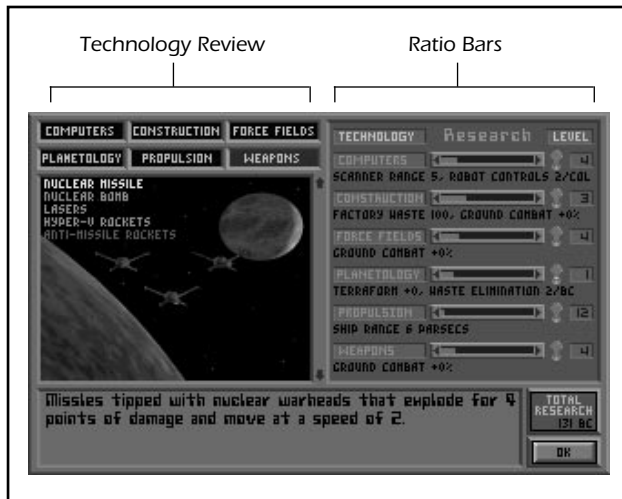 Technology Review
Ratio Bars
COMPUTERS CONSTRUCTION FORCE FIELDS
PLANETOLOGY PROPULSION WEAPONS
NUCLEAR MISSILE
NUCLEAR BOMB
LASERS
HYPER-V ROCKETS
ANTI-MISSILE ROCKETS
TECHNOLOGY Research LEVEL
COMPUTERS 4
SCANNER RANGE 5, ROBOT CONTROLS 2/COL
CONSTRUCTION 3
FACTORY WASTE 100, GROUND COMBAT +0%
FORCE FIELDS 4
GROUND COMBAT +0%
PLANETOLOGY 1
TERRAFORM +0, WASTE ELIMINATION 2/BC
PROPULSION 12
SHIP RANGE 6 PARSECS
WEAPONS 4
GROUND COMBAT +0%
Missles tipped with nuclear warheads that explode for 4
points of damage and move at a speed of 2.
TOTAL
RESEARCH
131 BC
OK